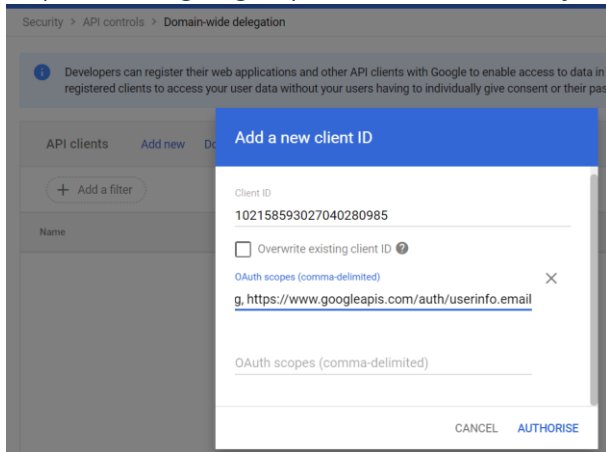 Security > API controls > Domain-wide delegation
Developers can register their web applications and other API clients with Google to enable access to data in
registered clients to access your user data without your users having to individually give consent or their pas
API clients Add new Do
Add a new client ID
+ Add a filter
Client ID
102158593027040280985
Name
Overwrite existing client ID
OAuth scopes (comma-delimited)
g, https://www.googleapis.com/auth/userinfo.email
OAuth scopes (comma-delimited)
CANCEL AUTHORISE